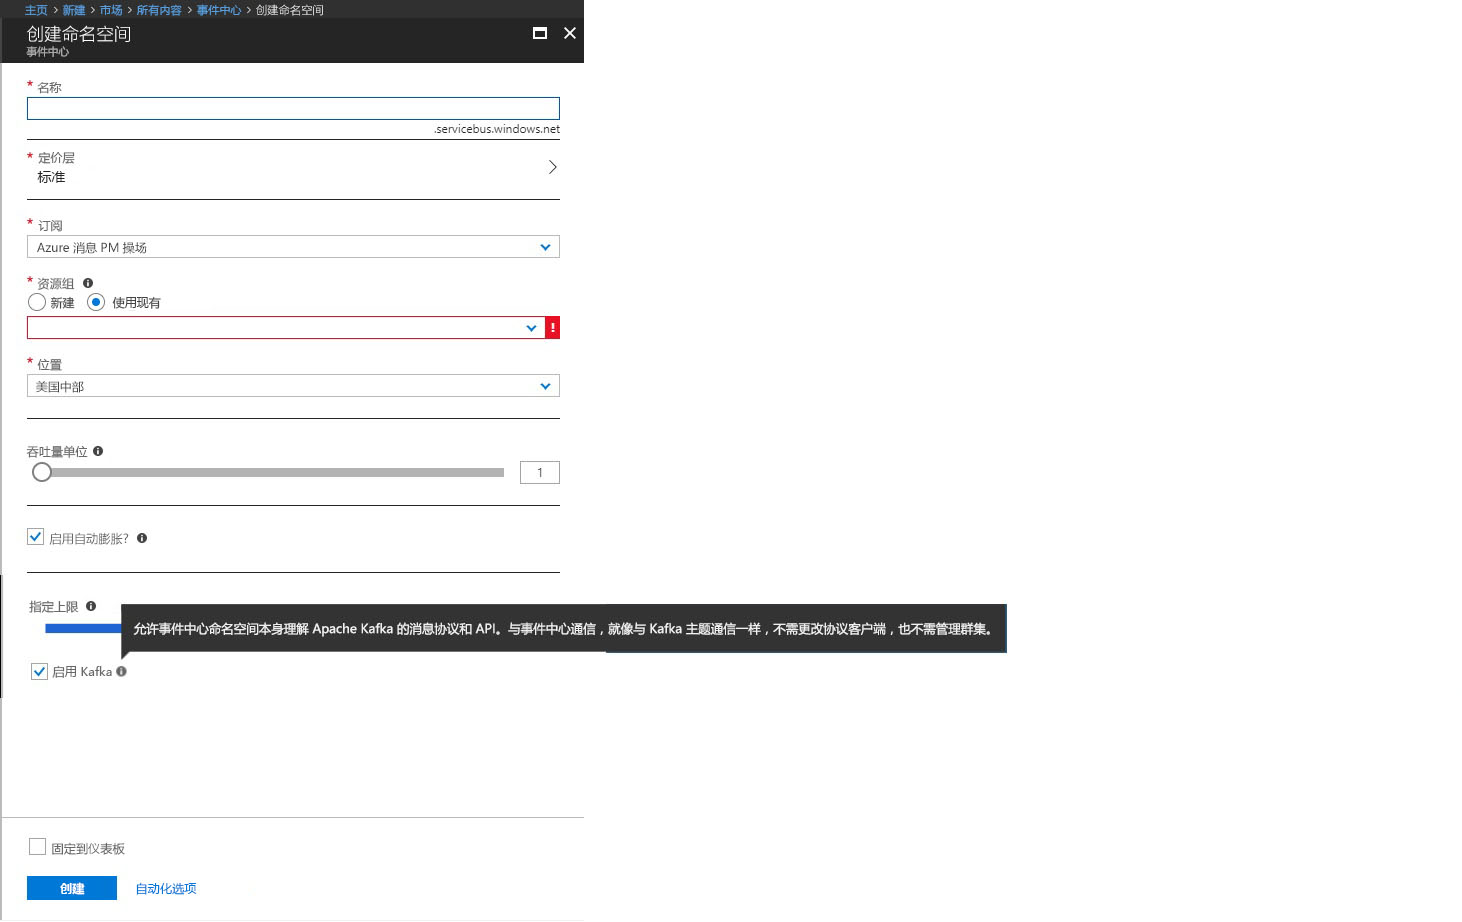 主页 > 新建 > 市场 > 所有内容 > 事件中心 > 创建命名空间
创建命名空间
事件中心
* 名称
.servicebus.windows.net
* 定价层
标准
* 订阅
Azure 消息 PM 操场
* 资源组
新建 使用现有
* 位置
美国中部
吞吐量单位
1
启用自动膨胀?
指定上限
允许事件中心命名空间本身理解 Apache Kafka 的消息协议和 API。与事件中心通信，就像与 Kafka 主题通信一样，不需更改协议客户端，也不需管理群集。
启用 Kafka
固定到仪表板
创建 自动化选项